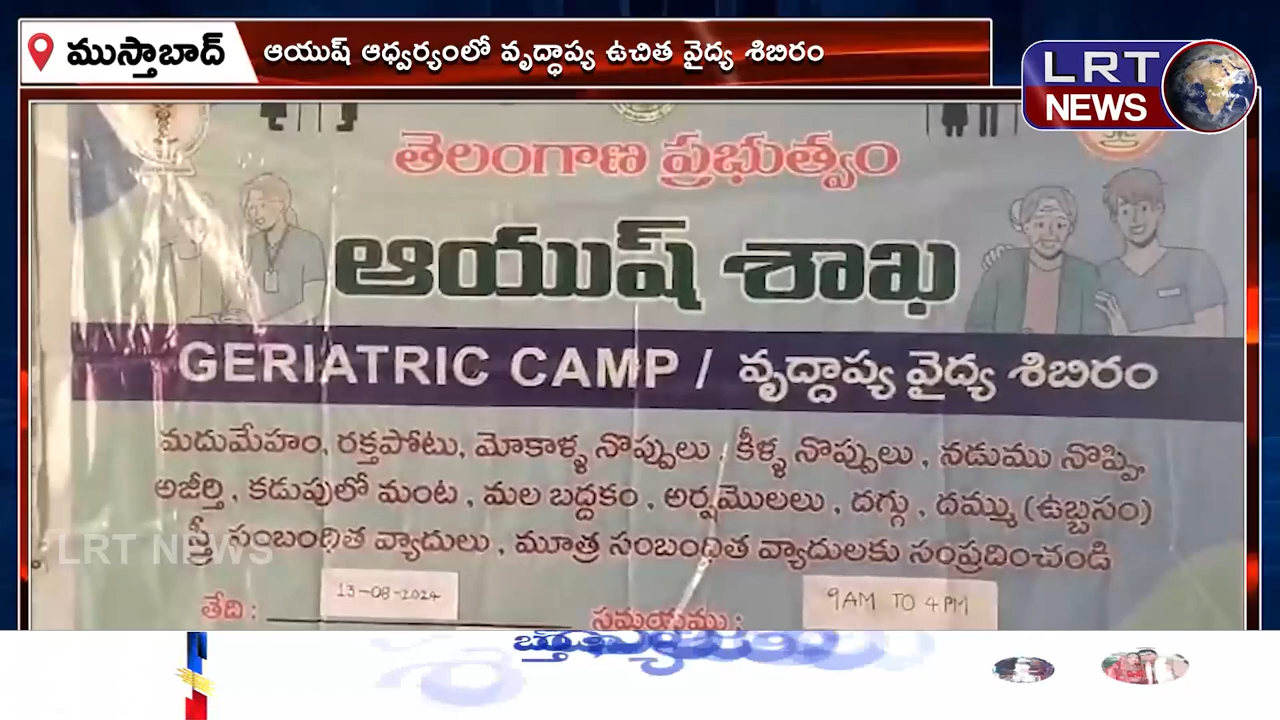 ముస్తాబాద్
ఆయుష్ ఆధ్వర్యంలో వృద్ధాప్య ఉచిత వైద్య శిబిరం
LRT
NEWS
తెలంగాణ ప్రభుత్వం
ఆయుష్ శాఖ
GERIATRIC CAMP / వృద్దాప్య వైద్య శిబిరం
మదుమేహం, రక్తపోటు, మోకాళ్ళ నొప్పులు , కీళ్ళ నొప్పులు , నడుము నొప్పి,
అజీర్తి , కడుపులో మంట , మల బద్దకం , అర్షమొలలు , దగ్గు , దమ్ము (ఉబ్బసం)
స్త్రీ సంబంధిత వ్యాదులు , మూత్ర సంబంధిత వ్యాదులకు సంప్రదించండి
LRT NEWS
తేది : 13-08-2024 సమయము : 9AM TO 4PM